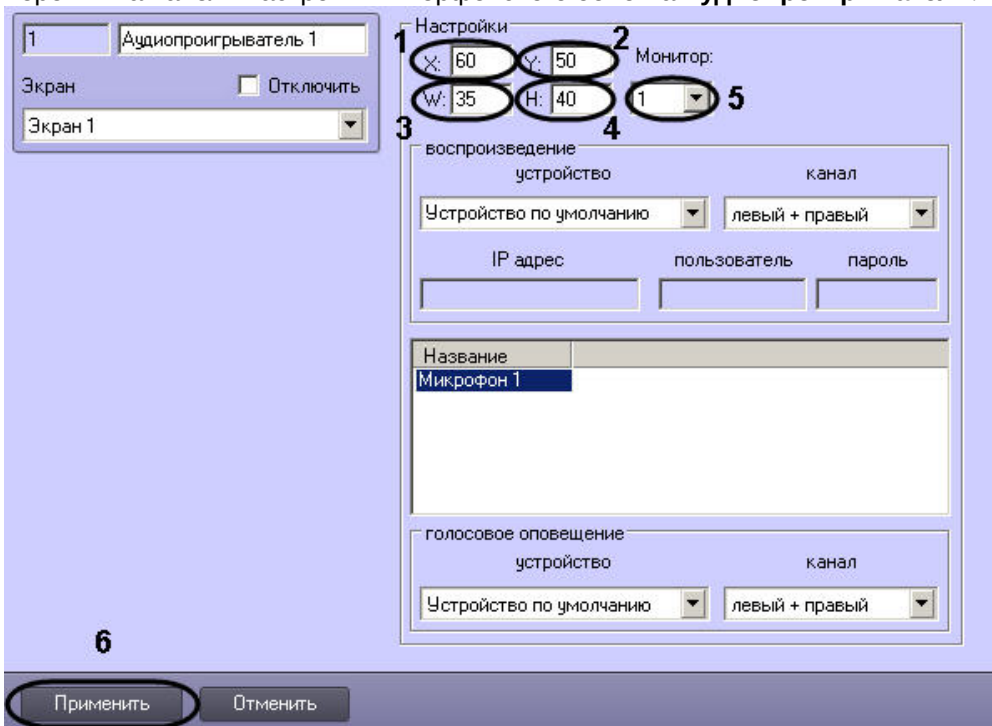 1 Аудиопроигрыватель 1
Экран Отключить
Экран 1
Настройки
1 2
X: 60 Y: 50 Монитор:
W: 35 H: 40 1 5
3 4
воспроизведение
устройство канал
Устройство по умолчанию левый + правый
IP адрес пользователь пароль
Название
Микрофон 1
голосовое оповещение
устройство канал
Устройство по умолчанию левый + правый
6
Применить Отменить